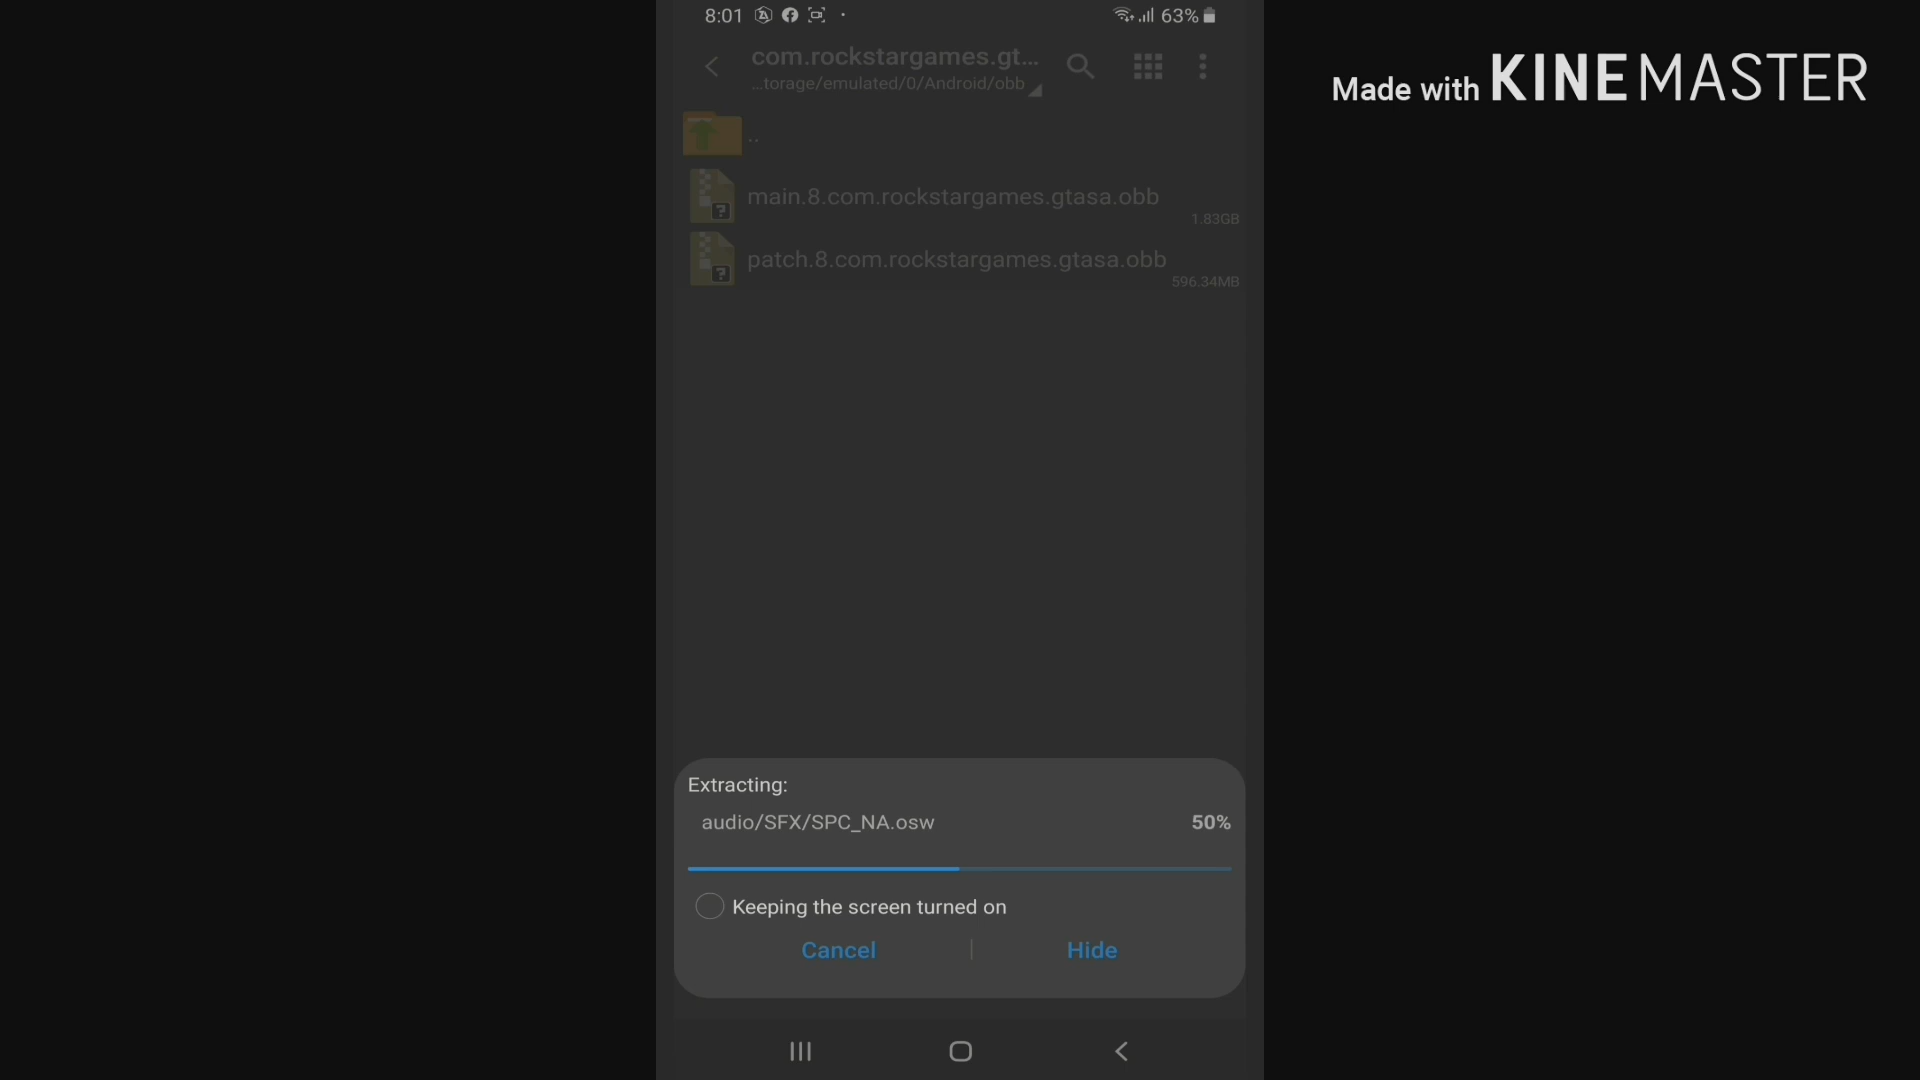 8:01
63%
com.rockstargames.gt...
...torage/emulated/0/Android/obb
Made with KINEMASTER
..
main.8.com.rockstargames.gtasa.obb
1.83GB
patch.8.com.rockstargames.gtasa.obb
596.34MB
Extracting:
audio/SFX/SPC_NA.osw
50%
Keeping the screen turned on
Cancel | Hide